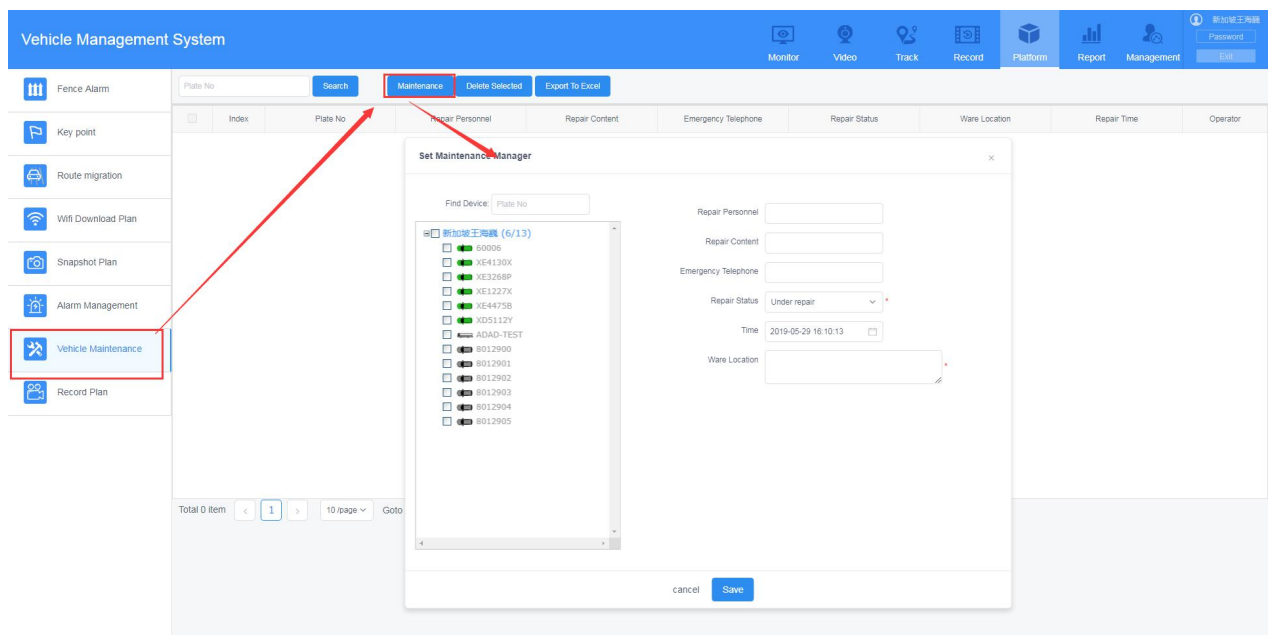 Vehicle Management System
Monitor
Video
Track
Record
Platform
Report
Management
新加坡王海巍
Password
Exit
Fence Alarm
Key point
Route migration
Wifi Download Plan
Snapshot Plan
Alarm Management
Vehicle Maintenance
Record Plan
Plate No
Search
Maintenance
Delete Selected
Export To Excel
Index
Plate No
Repair Personnel
Repair Content
Emergency Telephone
Repair Status
Ware Location
Repair Time
Operator
Set Maintenance Manager
×
Find Device: Plate No
新加坡王海巍 (6/13)
60006
XE4130X
XE3268P
XE1227X
XE4475B
XD5112Y
ADAD-TEST
8012900
8012901
8012902
8012903
8012904
8012905
Repair Personnel
Repair Content
Emergency Telephone
Repair Status Under repair *
Time 2019-05-29 16:10:13
Ware Location *
cancel
Save
Total 0 item < 1 > 10 /page Goto